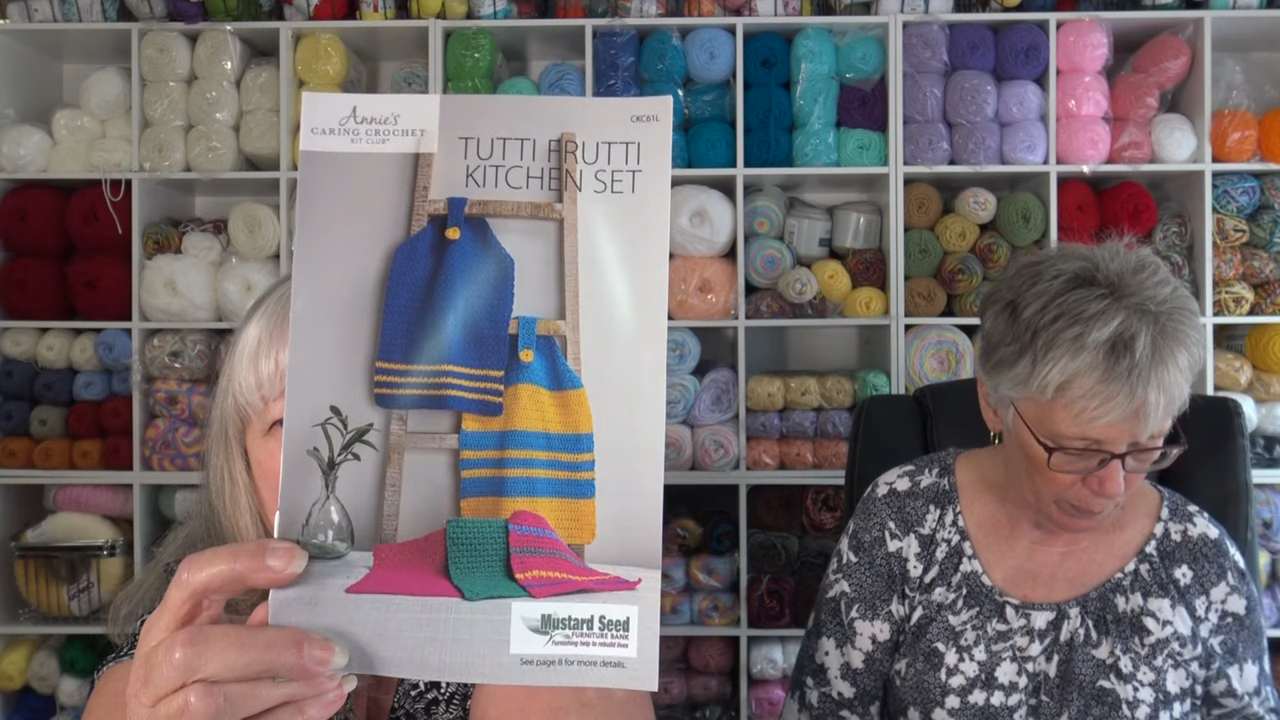 Annie's
CARING CROCHET
KIT CLUB™
CKC61L
TUTTI FRUTTI
KITCHEN SET
Mustard Seed
FURNITURE BANK
Furnishing help to rebuild lives
See page 8 for more details.